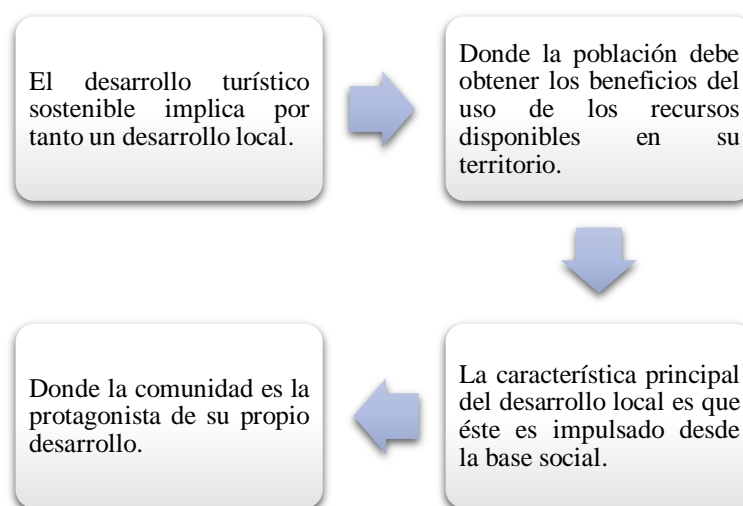 El desarrollo turístico
sostenible implica por
tanto un desarrollo local.
Donde la población debe
obtener los beneficios del
uso de los recursos
disponibles en su
territorio.
La característica principal
del desarrollo local es que
éste es impulsado desde
la base social.
Donde la comunidad es la
protagonista de su propio
desarrollo.